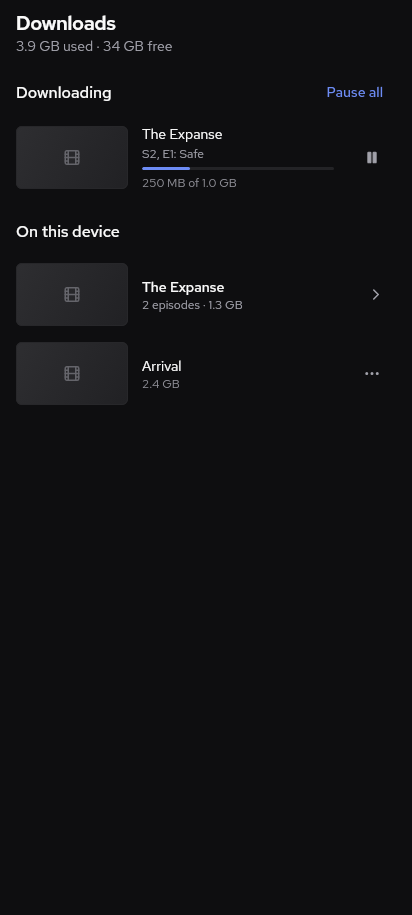 Downloads
3.9 GB used · 34 GB free
Downloading
Pause all
The Expanse
S2, E1: Safe
250 MB of 1.0 GB
On this device
The Expanse
2 episodes · 1.3 GB
Arrival
2.4 GB